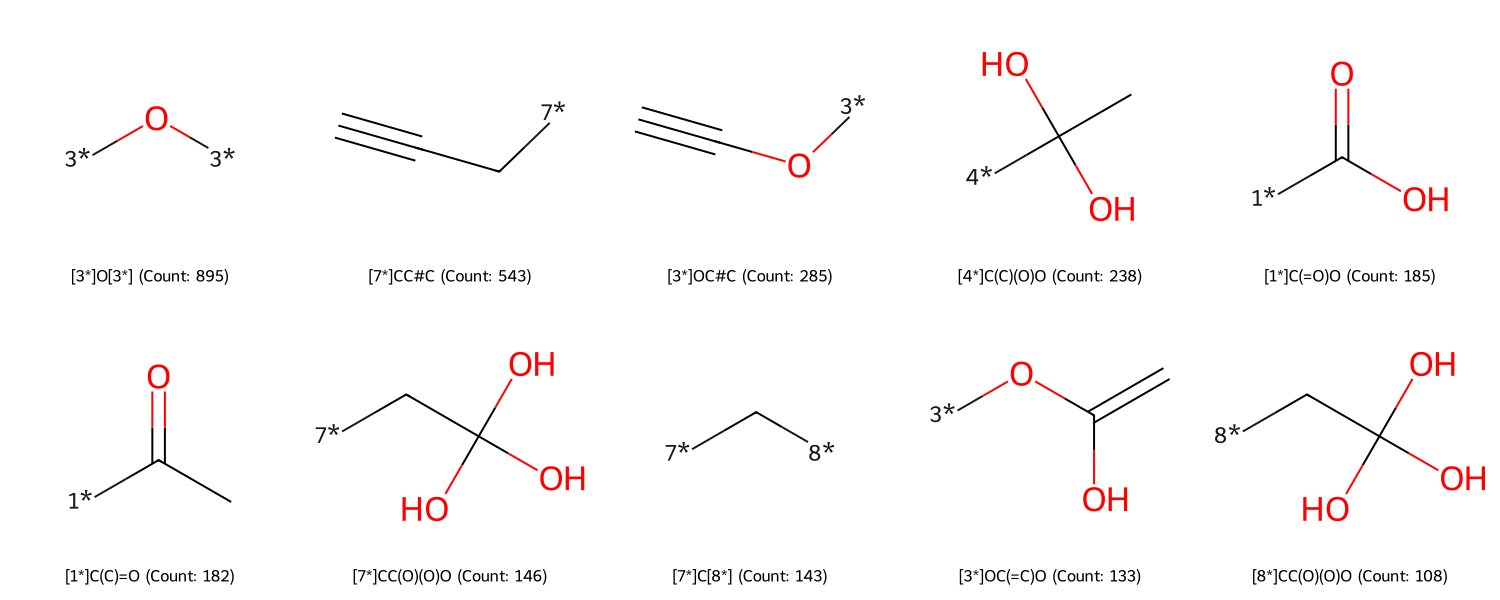 O
3* 3*
7*
3*
O
HO
4*
OH
O
1*
OH
[3*]O[3*] (Count: 895)
[7*]CC#C (Count: 543)
[3*]OC#C (Count: 285)
[4*]C(C)(O)O (Count: 238)
[1*]C(=O)O (Count: 185)
O
1*
OH
7*
OH
HO
7* 8*
O
3*
OH
OH
8*
OH
HO
[1*]C(C)=O (Count: 182)
[7*]CC(O)(O)O (Count: 146)
[7*]C[8*] (Count: 143)
[3*]OC(=C)O (Count: 133)
[8*]CC(O)(O)O (Count: 108)